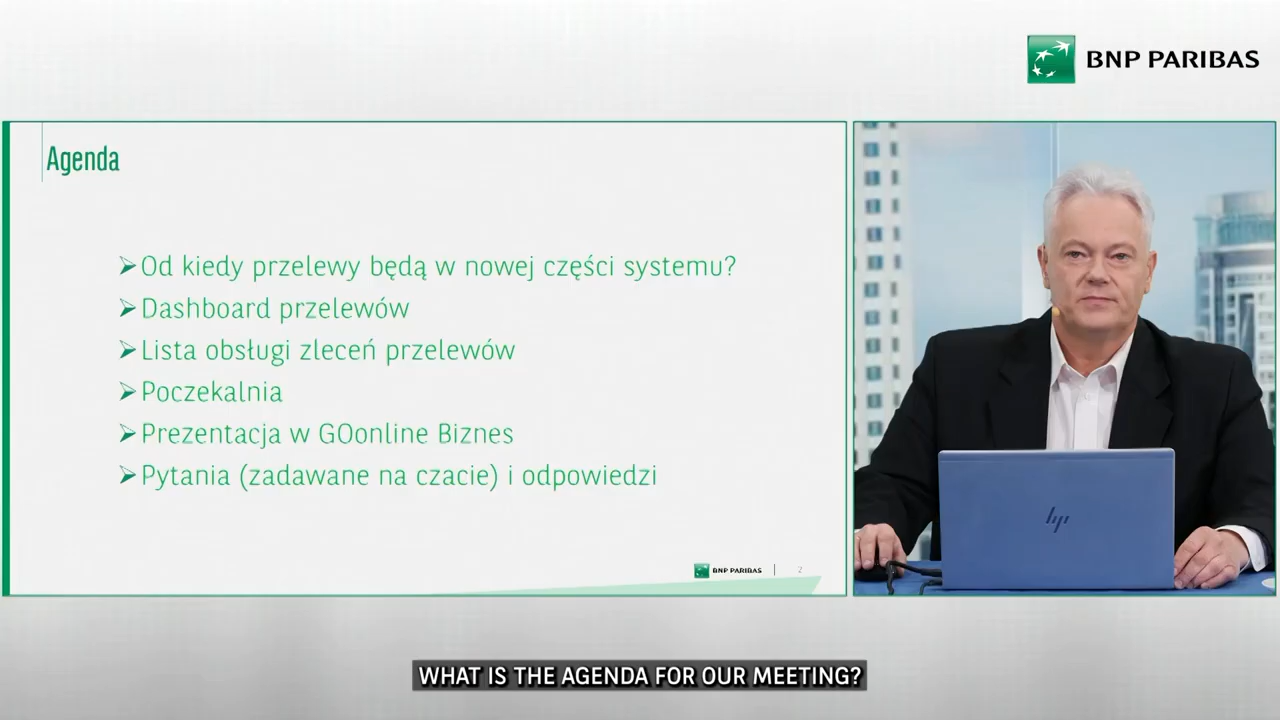 BNP PARIBAS
Agenda
➢Od kiedy przelewy będą w nowej części systemu?
➢Dashboard przelewów
➢Lista obsługi zleceń przelewów
➢Poczekalnia
➢Prezentacja w GOonline Biznes
➢Pytania (zadawane na czacie) i odpowiedzi
BNP PARIBAS | 2
hp
WHAT IS THE AGENDA FOR OUR MEETING?